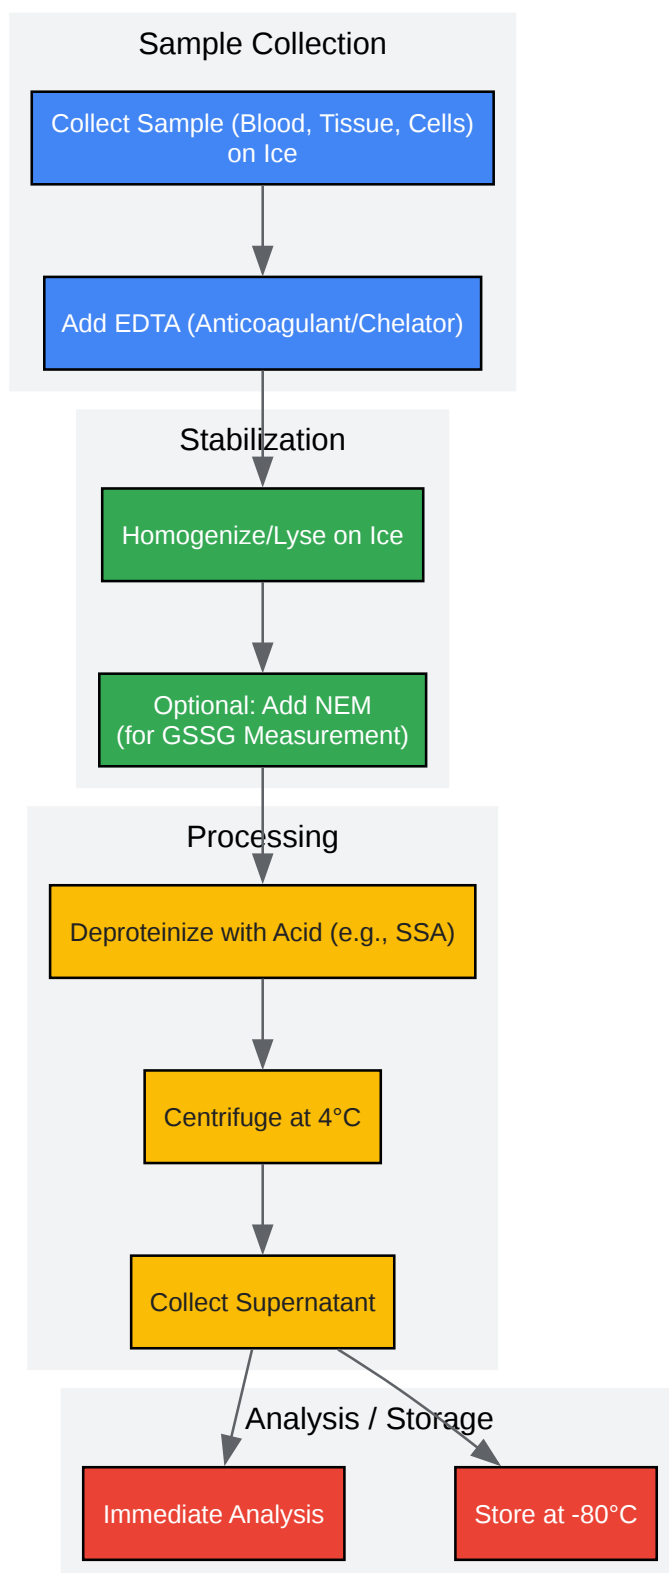 Sample Collection
Collect Sample (Blood, Tissue, Cells)
on Ice
Add EDTA (Anticoagulant/Chelator)
Stabilization
Homogenize/Lyse on Ice
Optional: Add NEM
(for GSSG Measurement)
Processing
Deproteinize with Acid (e.g., SSA)
Centrifuge at 4°C
Collect Supernatant
Analysis / Storage
Immediate Analysis
Store at -80°C